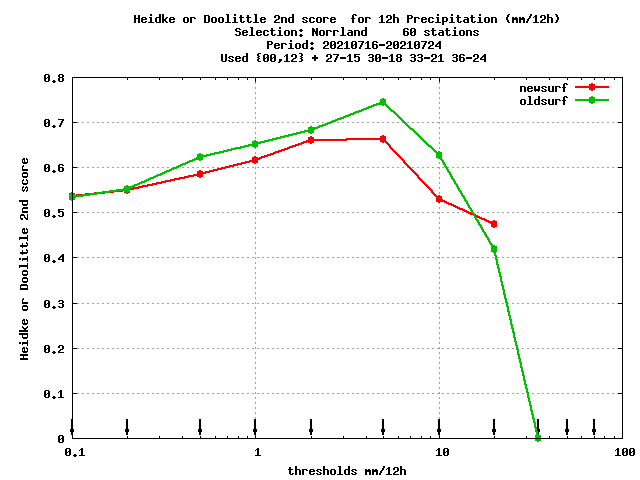 Heidke or Doolittle 2nd score  for 12h Precipitation (mm/12h)
Selection: Norrland     60 stations
Period: 20210716-20210724
Used {00,12} + 27-15 30-18 33-21 36-24
newsurf
oldsurf
Heidke or Doolittle 2nd score
0.8
0.7
0.6
0.5
0.4
0.3
0.2
0.1
0
0.1 1 10 100
thresholds mm/12h